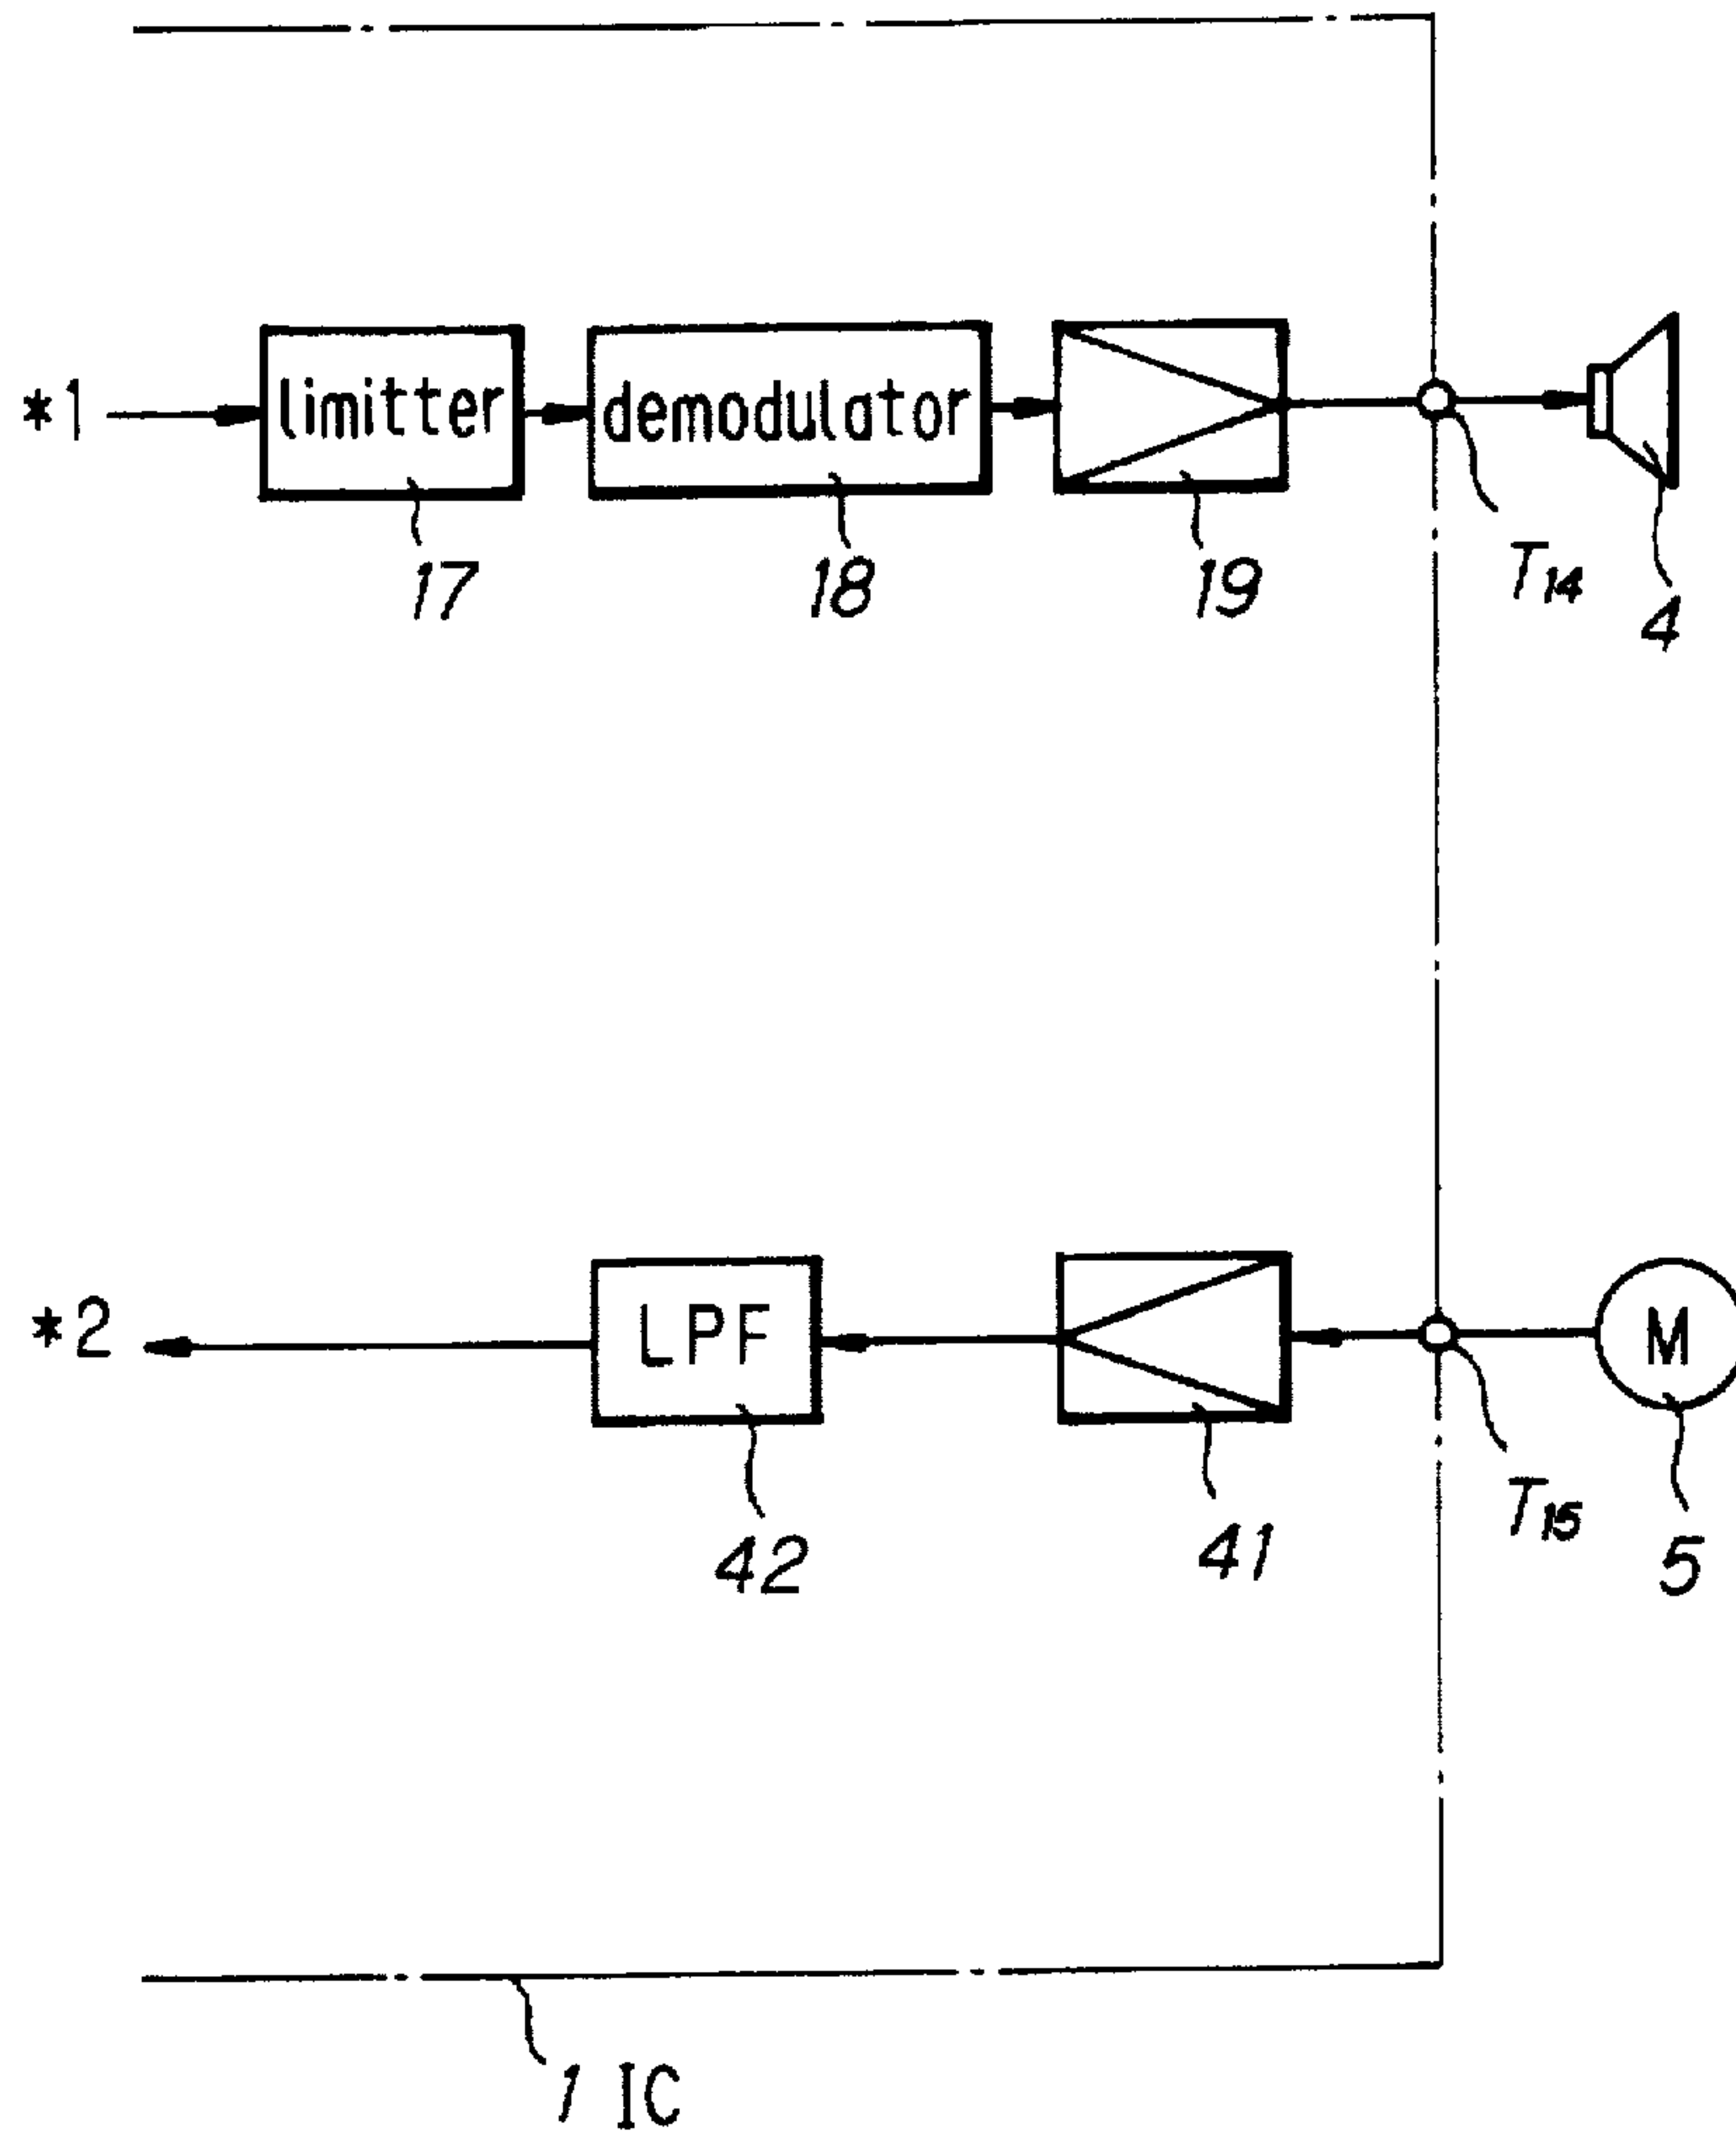 *1
limitter
demodulator
17
18
19
T14
4
*2
LPF
M
42
41
T15
5
1 IC